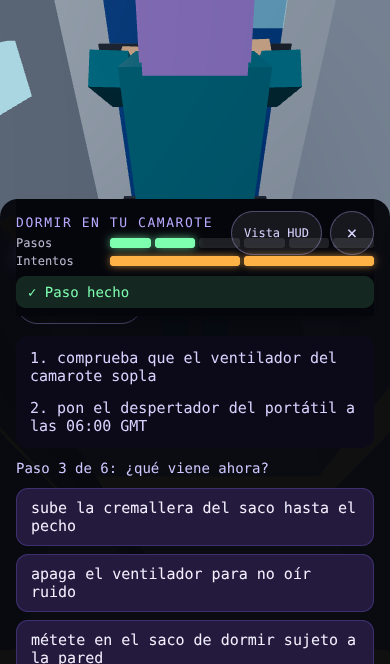 DORMIR EN TU CAMAROTE
Vista HUD
×
Pasos
Intentos
✓ Paso hecho
1. comprueba que el ventilador del
camarote sopla
2. pon el despertador del portátil a
las 06:00 GMT
Paso 3 de 6: ¿qué viene ahora?
sube la cremallera del saco hasta el
pecho
apaga el ventilador para no oír
ruido
métete en el saco de dormir sujeto a
la pared